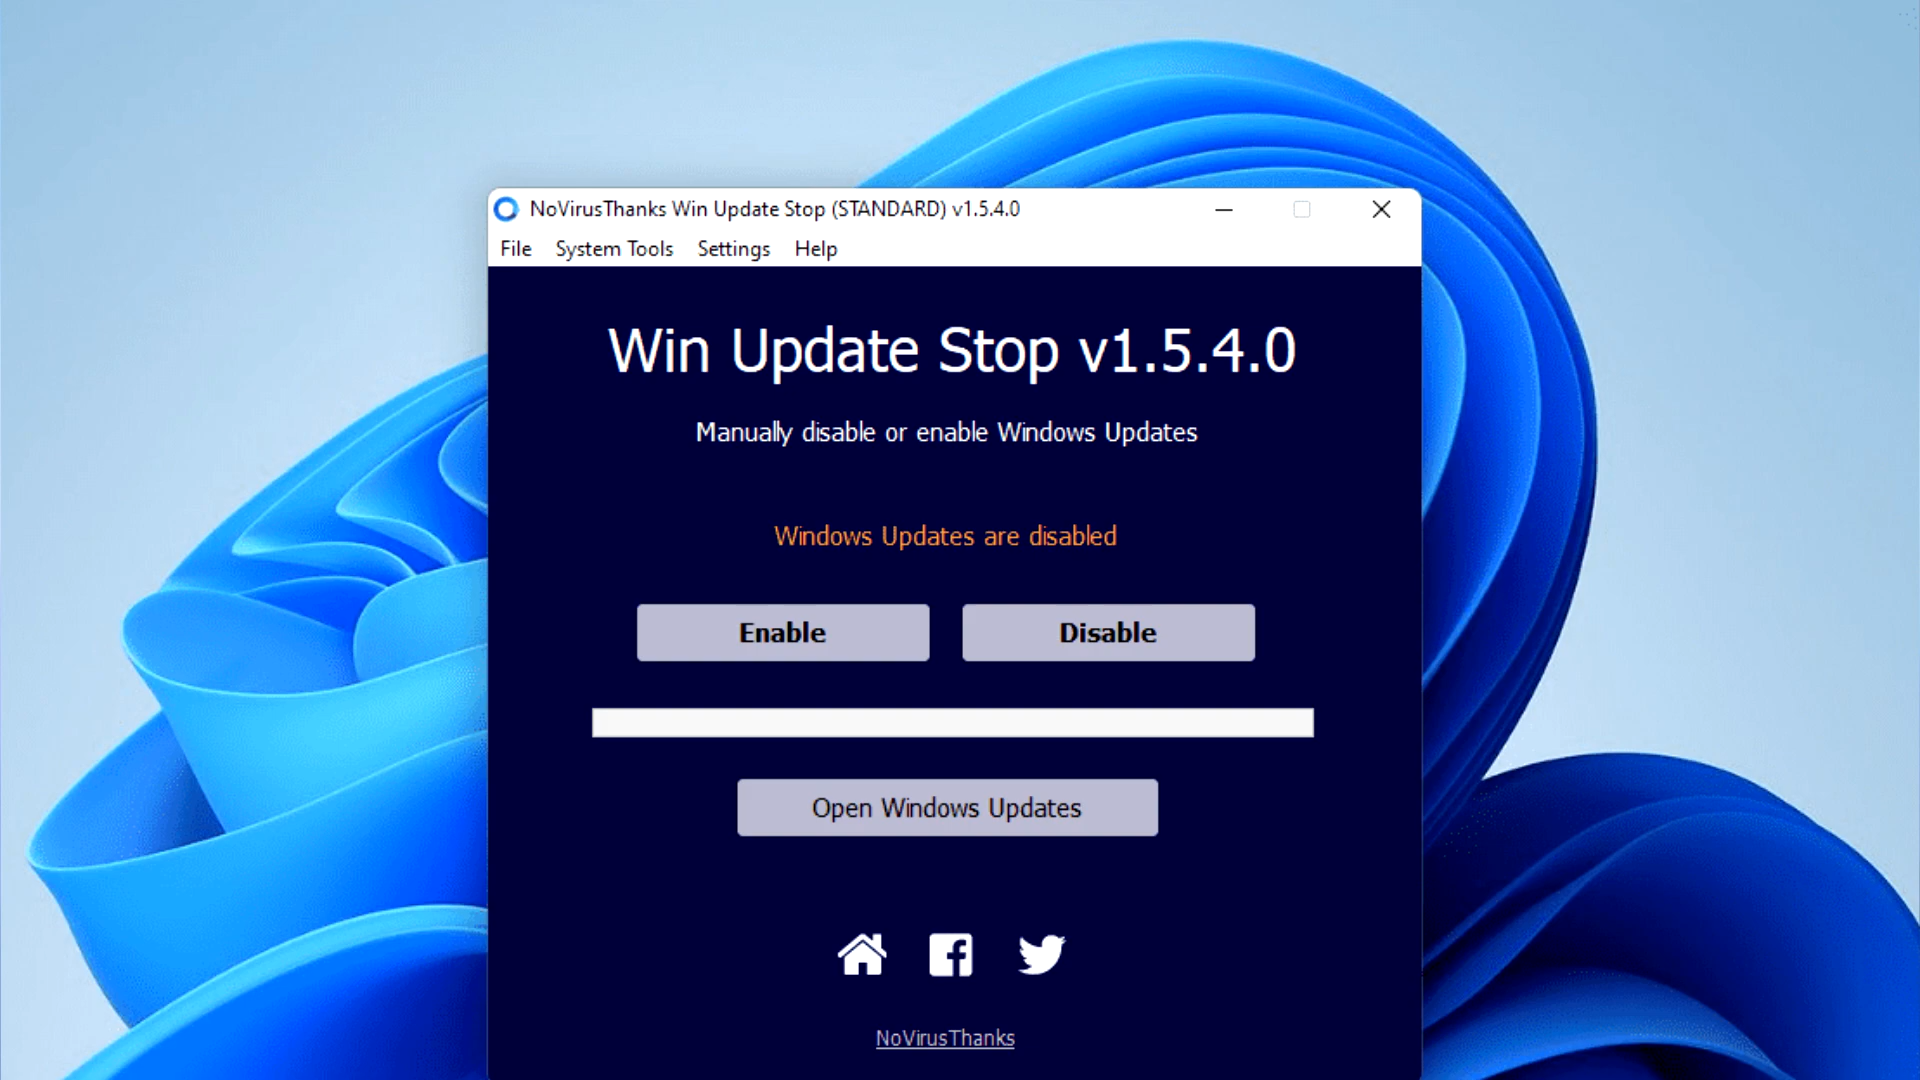 NoVirusThanks Win Update Stop (STANDARD) v1.5.4.0
File System Tools Settings Help
Win Update Stop v1.5.4.0
Manually disable or enable Windows Updates
Windows Updates are disabled
Enable Disable
Open Windows Updates
NoVirusThanks